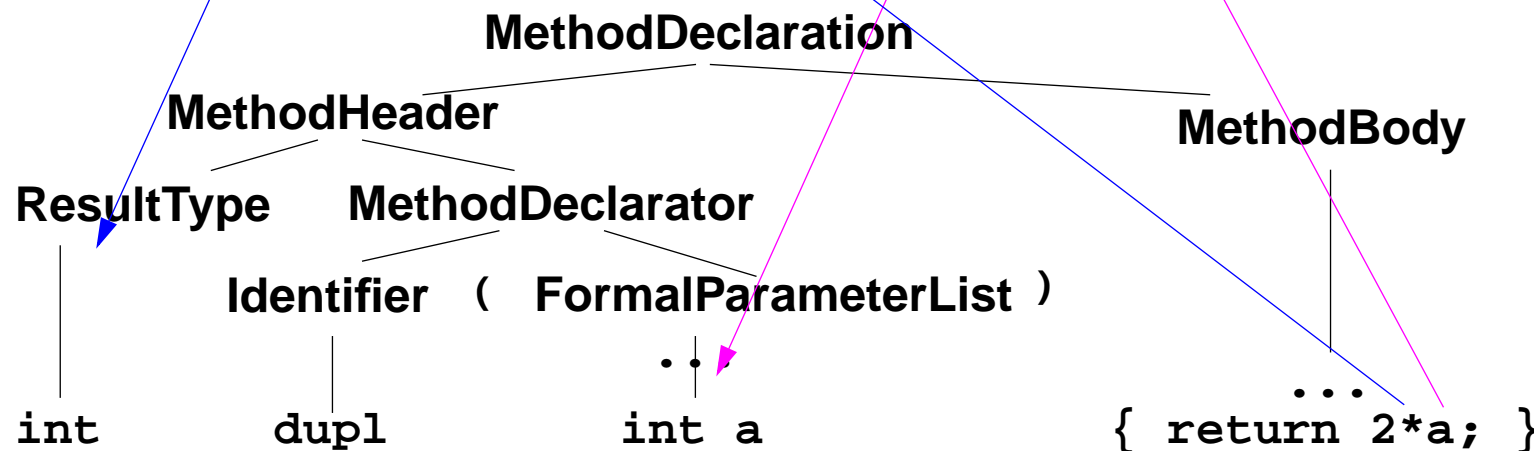 MethodDeclaration
MethodHeader MethodBody
ResultType MethodDeclarator
Identifier ( FormalParameterList )
...
...
int dupl int a { return 2*a; }